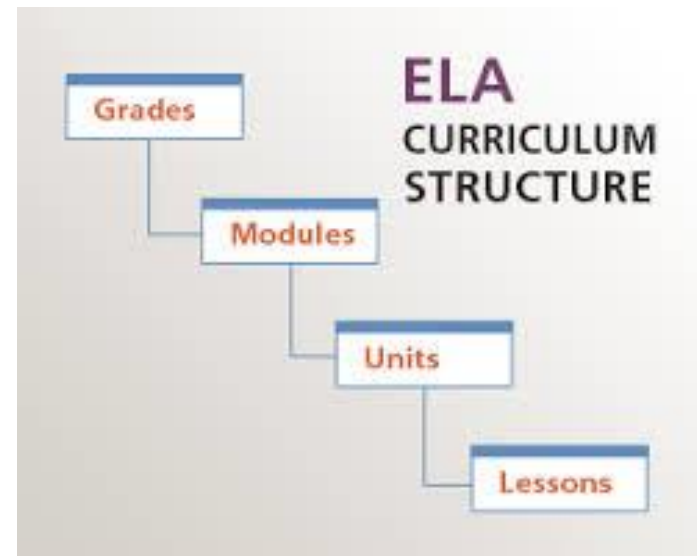 ELA
CURRICULUM
STRUCTURE
Grades
Modules
Units
Lessons